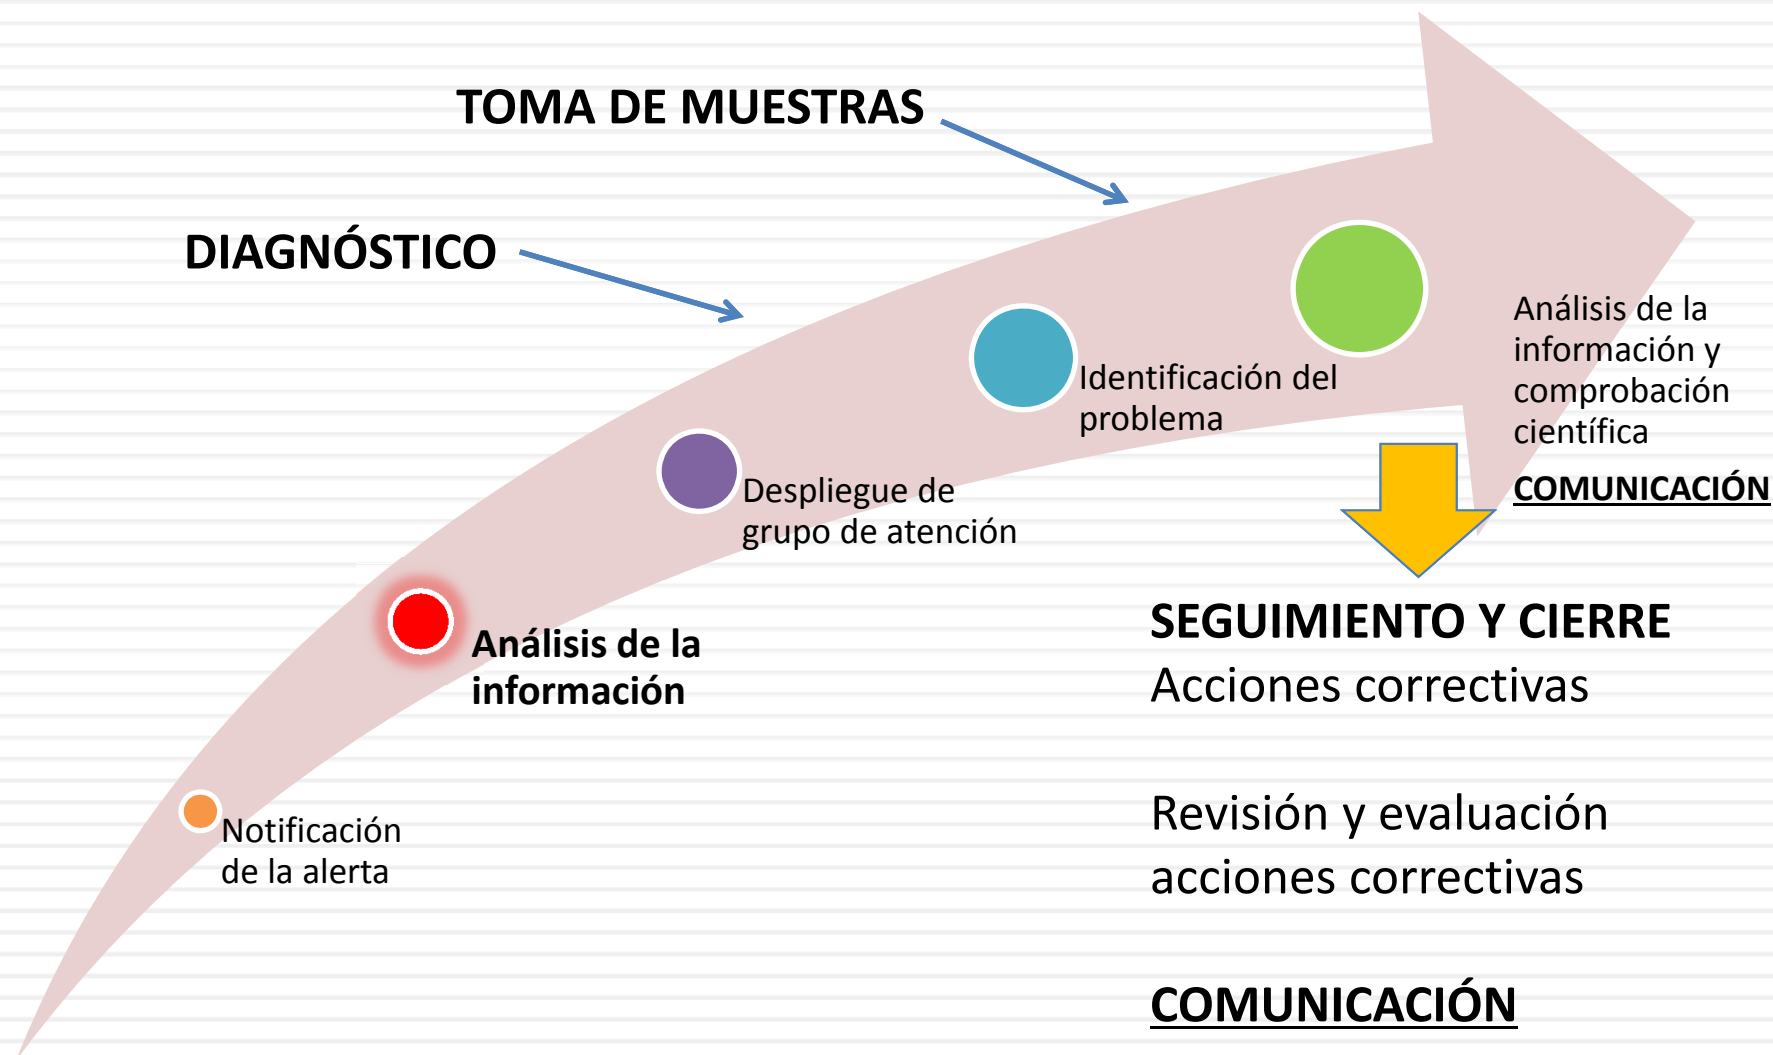 TOMA DE MUESTRAS
DIAGNÓSTICO
Notificación
de la alerta
Análisis de la
información
Despliegue de
grupo de atención
Identificación del
problema
Análisis de la
información y
comprobación
científica
COMUNICACIÓN
SEGUIMIENTO Y CIERRE
Acciones correctivas
Revisión y evaluación
acciones correctivas
COMUNICACIÓN